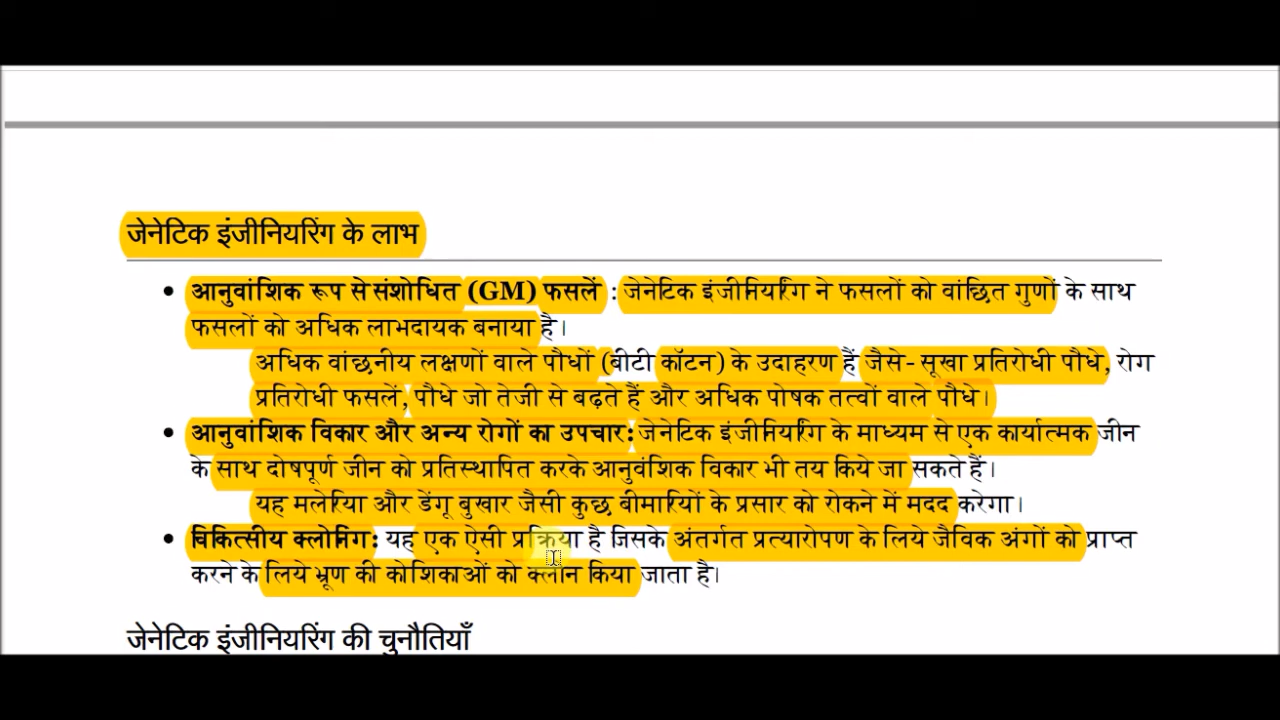 जेनेटिक इंजीनियरिंग के लाभ
• आनुवांशिक रूप से संशोधित (GM) फसलें : जेनेटिक इंजीनियरिंग ने फसलों को वांछित गुणों के साथ
फसलों को अधिक लाभदायक बनाया है।
अधिक वांछनीय लक्षणों वाले पौधों (बीटी कॉटन) के उदाहरण हैं जैसे- सूखा प्रतिरोधी पौधे, रोग
प्रतिरोधी फसलें, पौधे जो तेजी से बढ़ते हैं और अधिक पोषक तत्वों वाले पौधे।
• आनुवांशिक विकार और अन्य रोगों का उपचार: जेनेटिक इंजीनियरिंग के माध्यम से एक कार्यात्मक जीन
के साथ दोषपूर्ण जीन को प्रतिस्थापित करके आनुवंशिक विकार भी तय किये जा सकते हैं।
यह मलेरिया और डेंगू बुखार जैसी कुछ बीमारियों के प्रसार को रोकने में मदद करेगा।
• चिकित्सीय क्लोनिंग: यह एक ऐसी प्रक्रिया है जिसके अंतर्गत प्रत्यारोपण के लिये जैविक अंगों को प्राप्त
करने के लिये भ्रूण की कोशिकाओं को क्लोन किया जाता है।
जेनेटिक इंजीनियरिंग की चुनौतियाँ